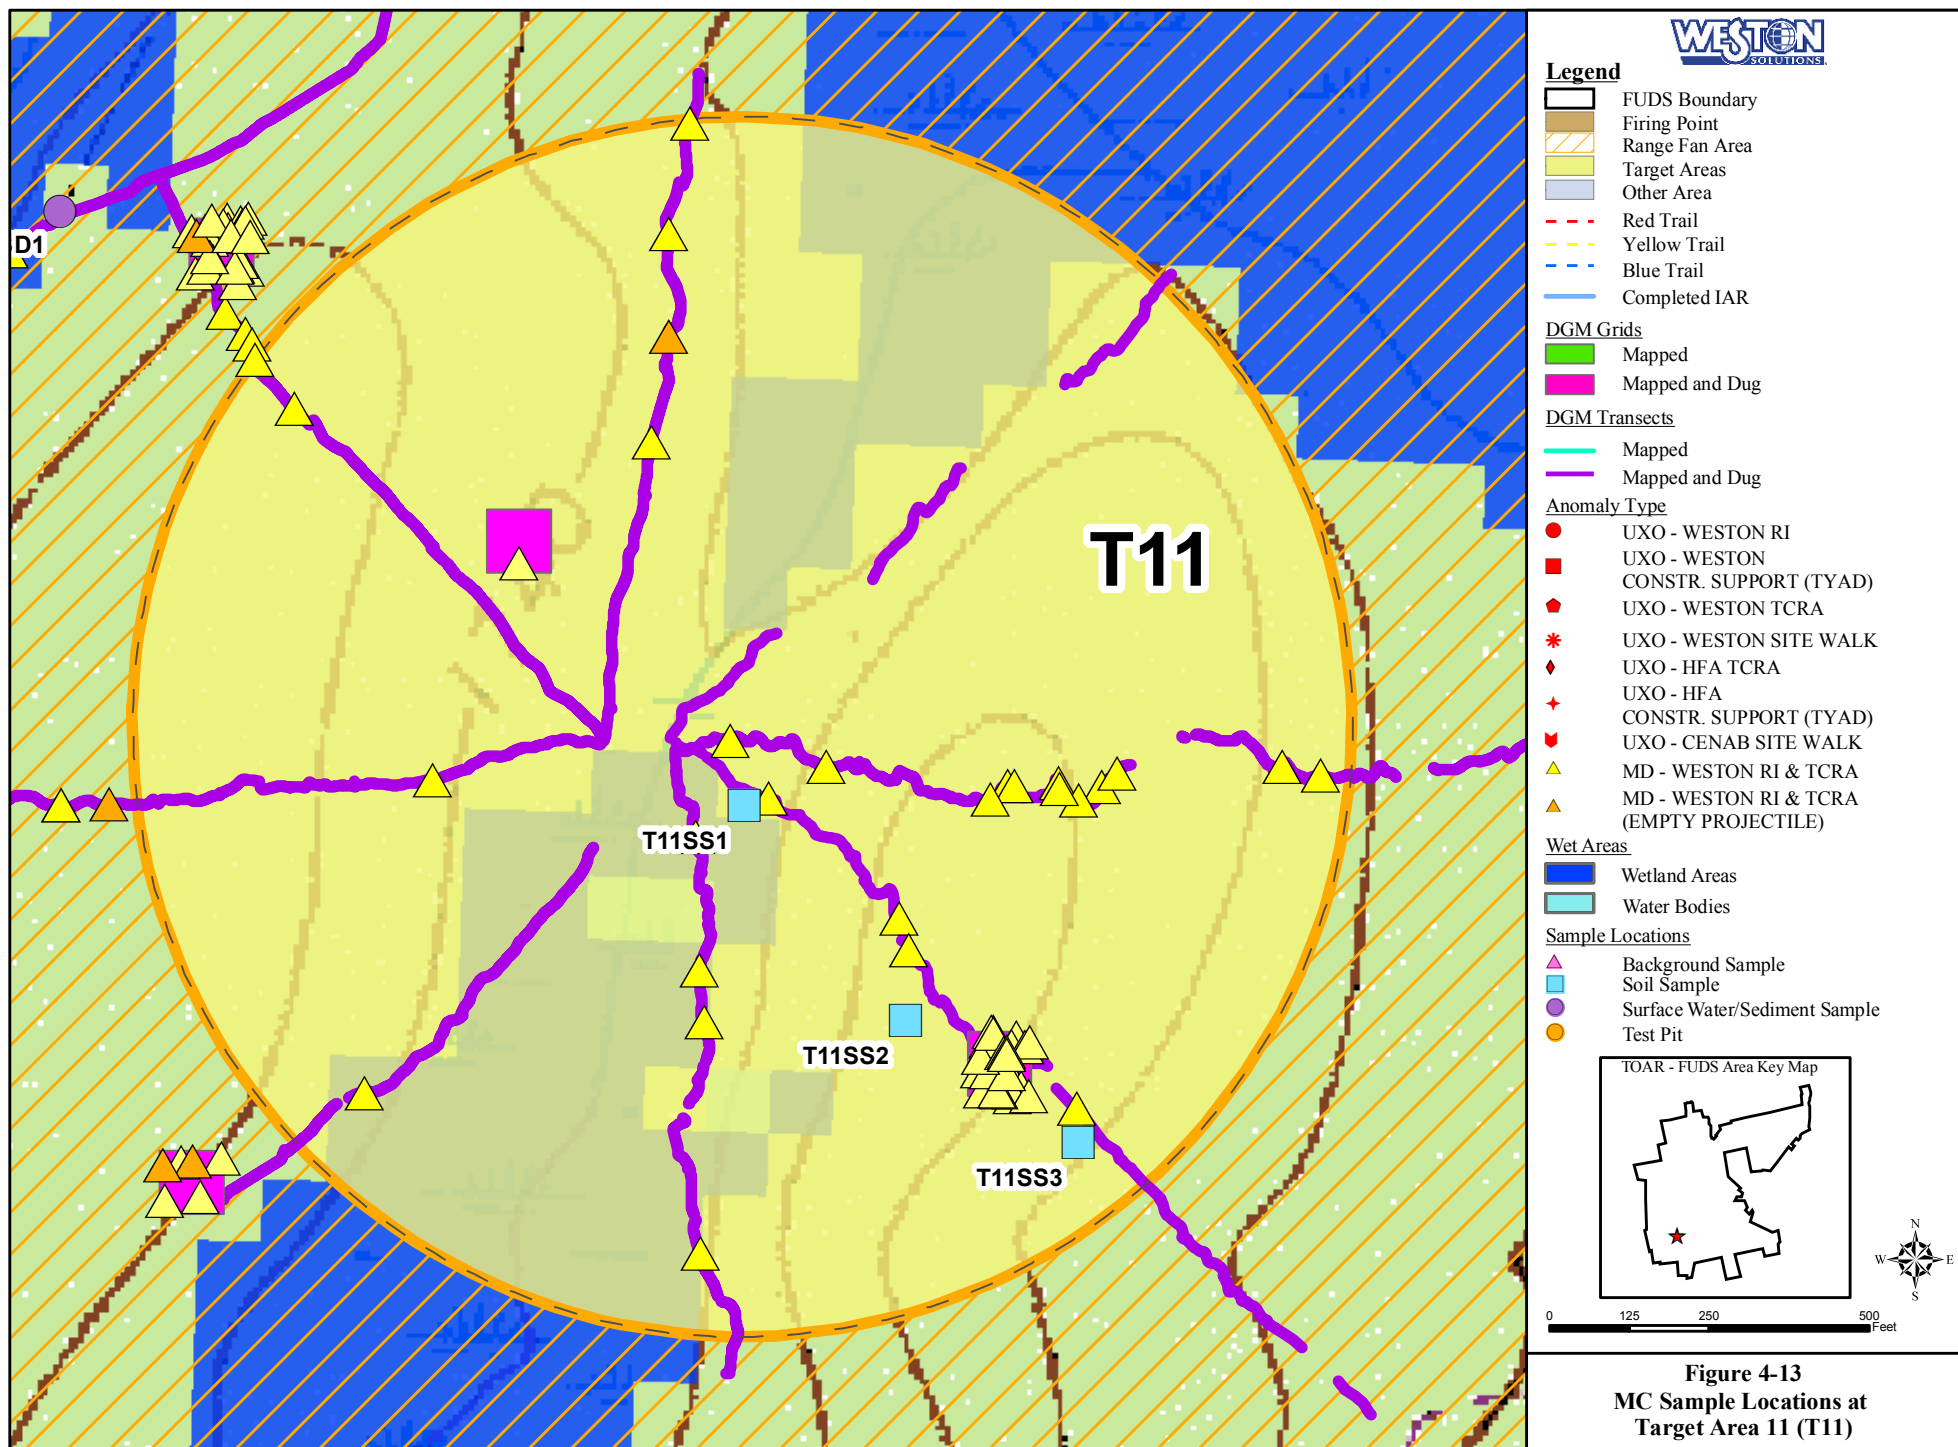 D1
T11
T11SS1
T11SS2
T11SS3
WESTON
SOLUTIONS
Legend
FUDS Boundary
Firing Point
Range Fan Area
Target Areas
Other Area
Red Trail
Yellow Trail
Blue Trail
Completed IAR
DGM Grids
Mapped
Mapped and Dug
DGM Transects
Mapped
Mapped and Dug
Anomaly Type
UXO - WESTON RI
UXO - WESTON
CONSTR. SUPPORT (TYAD)
UXO - WESTON TCRA
UXO - WESTON SITE WALK
UXO - HFA TCRA
UXO - HFA
CONSTR. SUPPORT (TYAD)
UXO - CENAB SITE WALK
MD - WESTON RI & TCRA
MD - WESTON RI & TCRA
(EMPTY PROJECTILE)
Wet Areas
Wetland Areas
Water Bodies
Sample Locations
Background Sample
Soil Sample
Surface Water/Sediment Sample
Test Pit
TOAR - FUDS Area Key Map
N
W E
S
0 125 250 500
Feet
Figure 4-13
MC Sample Locations at
Target Area 11 (T11)